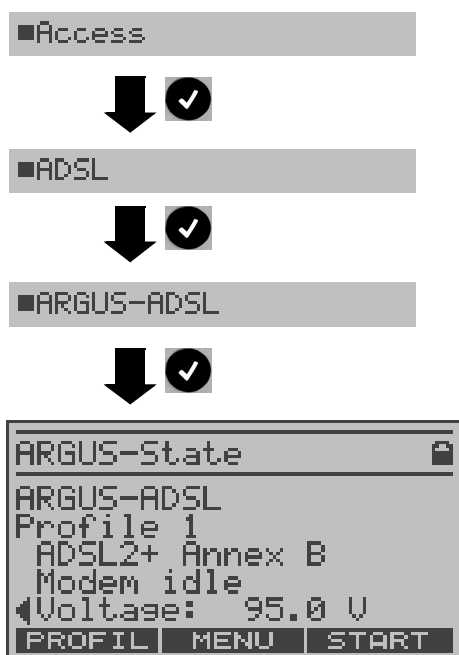 ■Access
■ADSL
■ARGUS-ADSL
ARGUS-State
ARGUS-ADSL
Profile 1
ADSL2+ Annex B
Modem idle
Voltage: 95.0 V
PROFIL MENU START